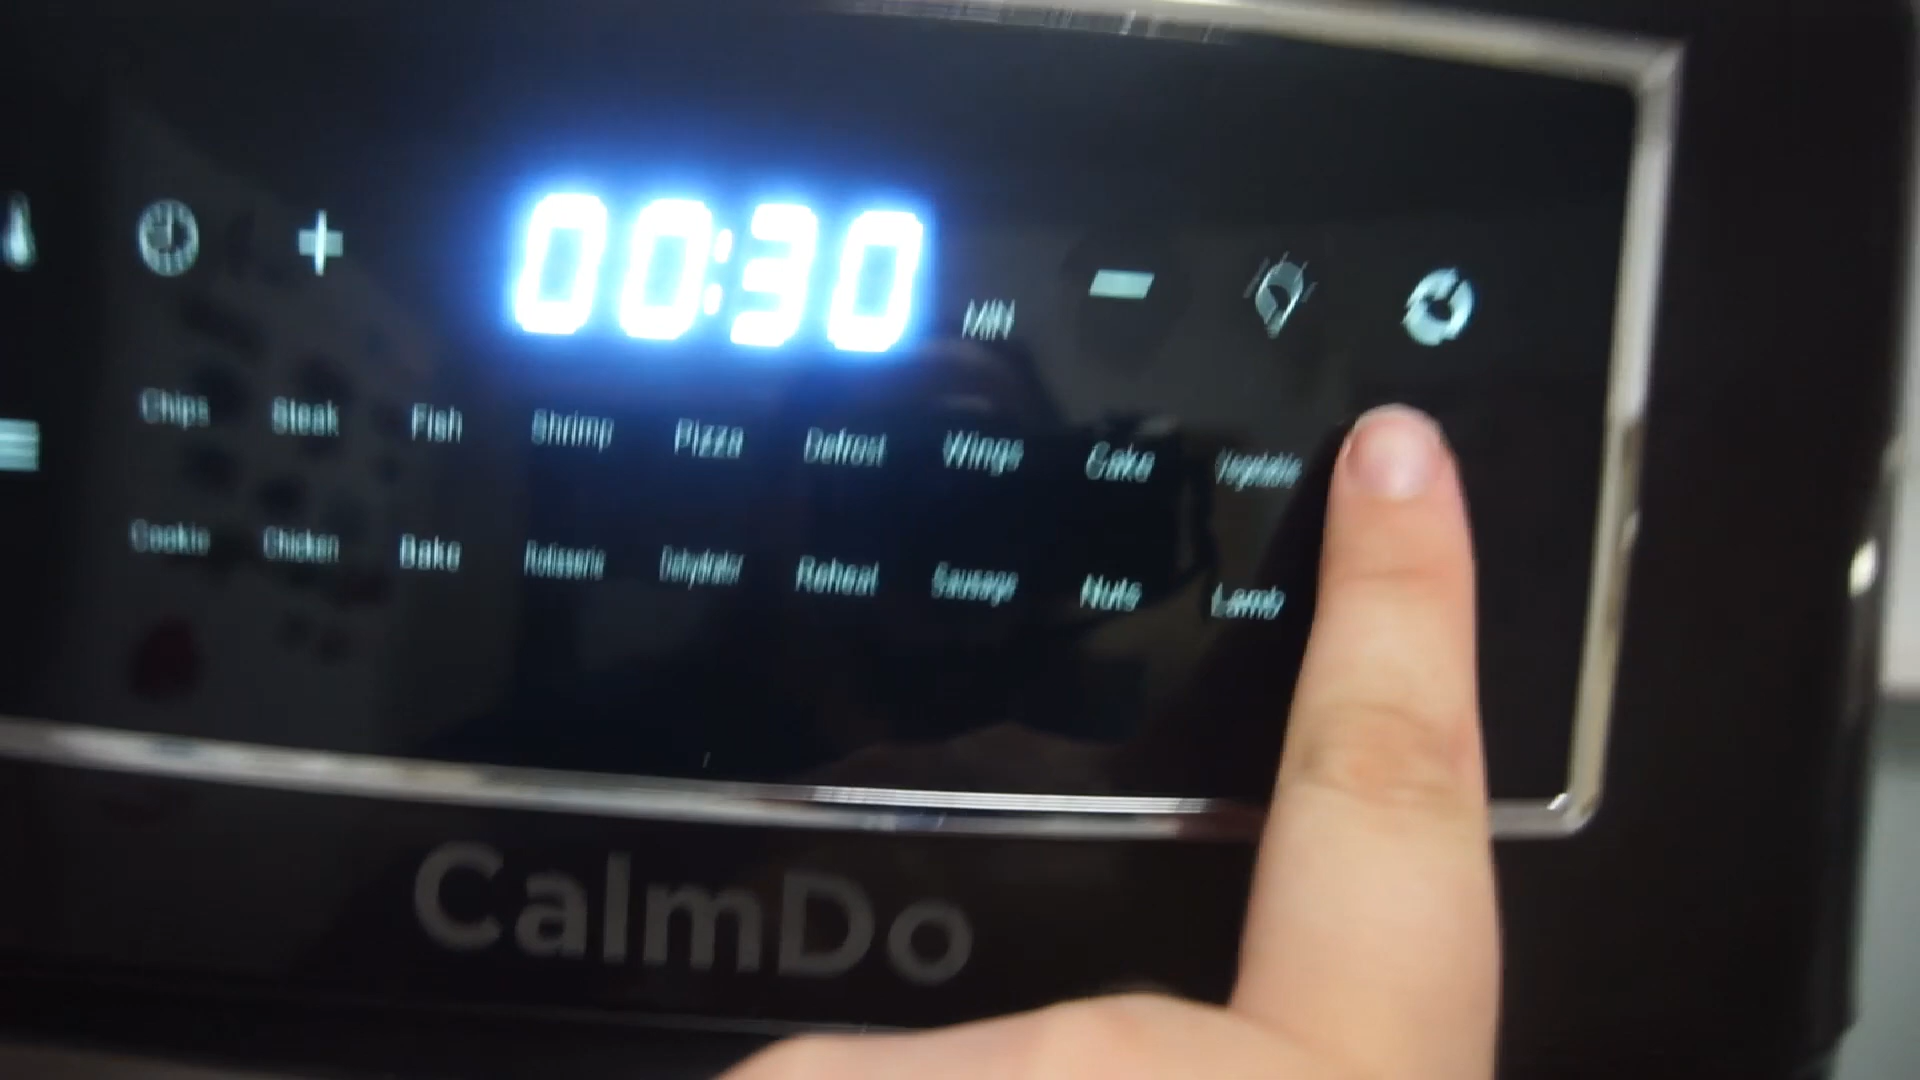 00:30 MIN
Chips Steak Fish Shrimp Pizza Defrost Wings Cake Vegetable
Cookie Chicken Bake Rotisserie Dehydrator Reheat Sausage Nuts Lamb
CalmDo